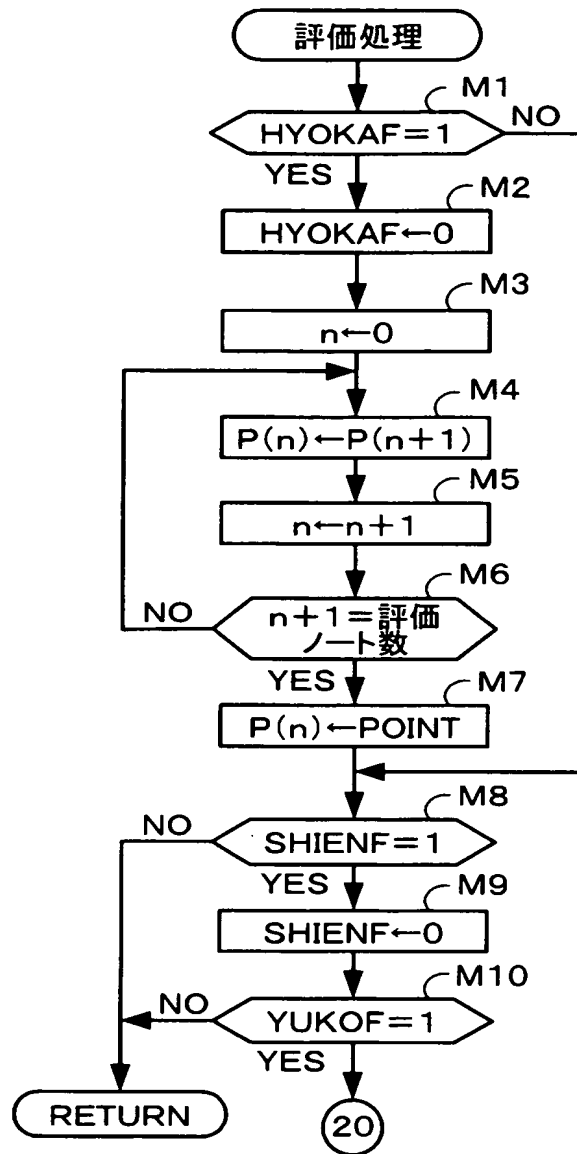 評価処理
M1
HYOKAF=1
NO
YES
M2
HYOKAF←0
M3
n←0
M4
P(n)←P(n+1)
M5
n←n+1
M6
NO
n+1=評価
ノート数
YES
M7
P(n)←POINT
M8
NO
SHIENF=1
YES
M9
SHIENF←0
M10
NO
YUKOF=1
YES
RETURN
20